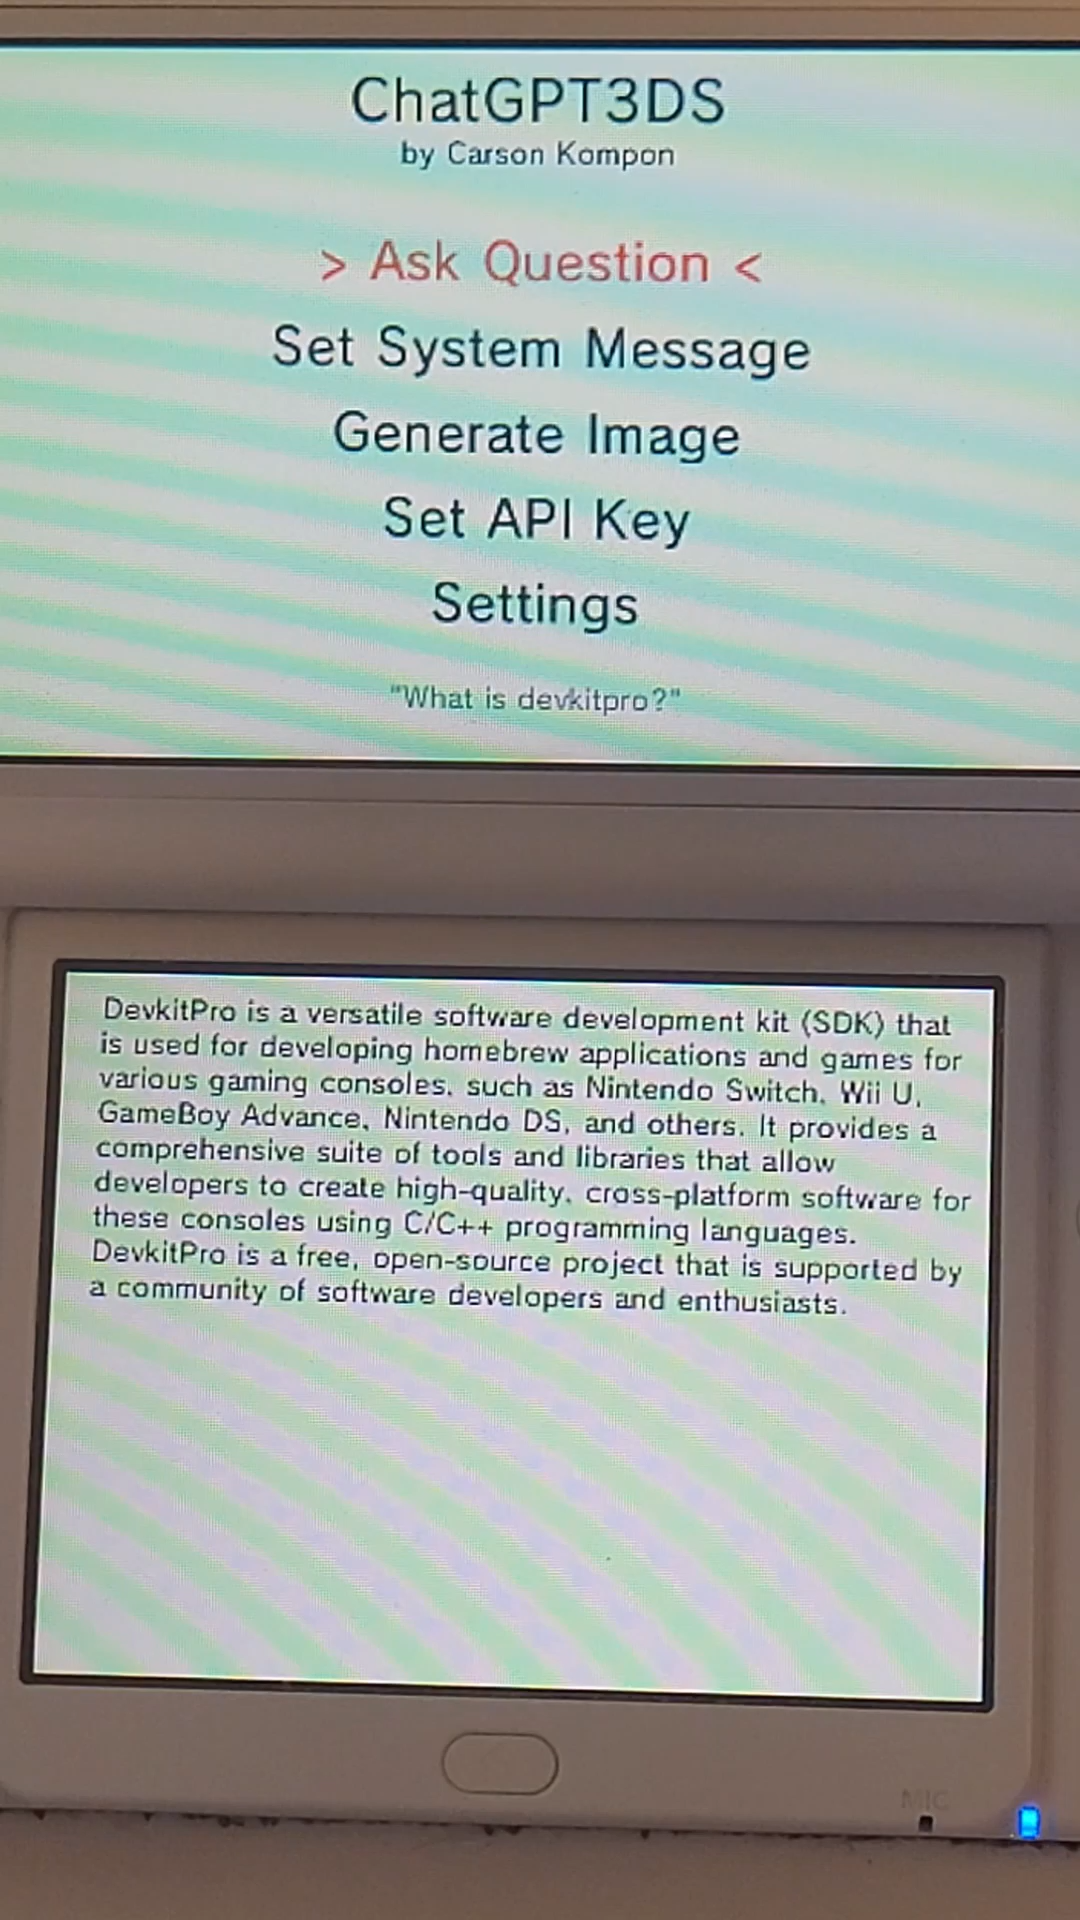 ChatGPT3DS
by Carson Kompon
> Ask Question <
Set System Message
Generate Image
Set API Key
Settings
"What is devkitpro?"
DevkitPro is a versatile software development kit (SDK) that
is used for developing homebrew applications and games for
various gaming consoles, such as Nintendo Switch, Wii U,
GameBoy Advance, Nintendo DS, and others. It provides a
comprehensive suite of tools and libraries that allow
developers to create high-quality, cross-platform software for
these consoles using C/C++ programming languages.
DevkitPro is a free, open-source project that is supported by
a community of software developers and enthusiasts.
MIC